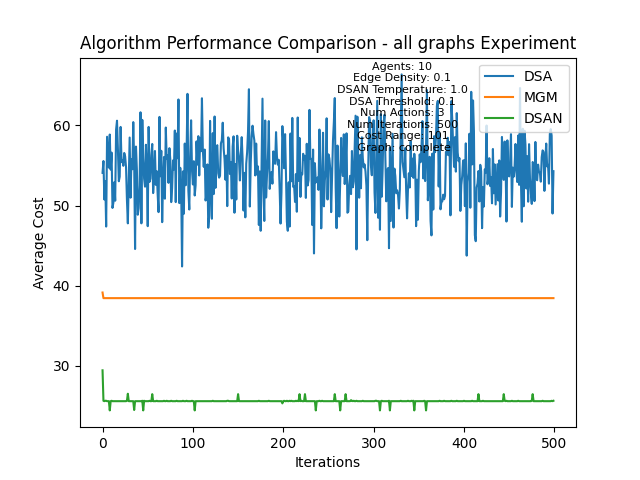 Algorithm Performance Comparison - all graphs Experiment
Agents: 10
Edge Density: 0.1
DSAN Temperature: 1.0
DSA Threshold: 0.1
Num Actions: 3
Num Iterations: 500
Cost Range: 101
Graph: complete
DSA
MGM
DSAN
Average Cost
60
50
40
30
0
100
200
300
400
500
Iterations